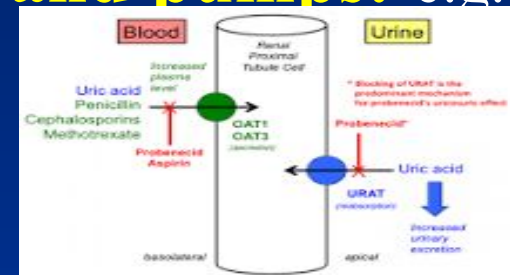 and pumps. e.g.
Blood
Renal
Proximal
Tubule Cell
Urine
Increased
plasma
level
Uric acid
Penicillin
Cephalosporins
Methotrexate
Probenecid
Aspirin
OAT1
OAT3
(secretion)
* Blocking of URAT is the
predominant mechanism
for probenecid's uricosuric effect
Probenecid*
Uric acid
URAT
(reabsorption)
Increased
urinary
excretion
basolateral
apical